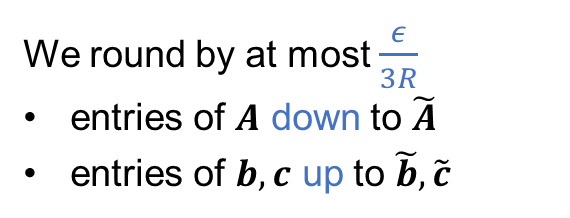 We round by at most ϵ/3R
• entries of A down to Ã
• entries of b, c up to b̃, c̃